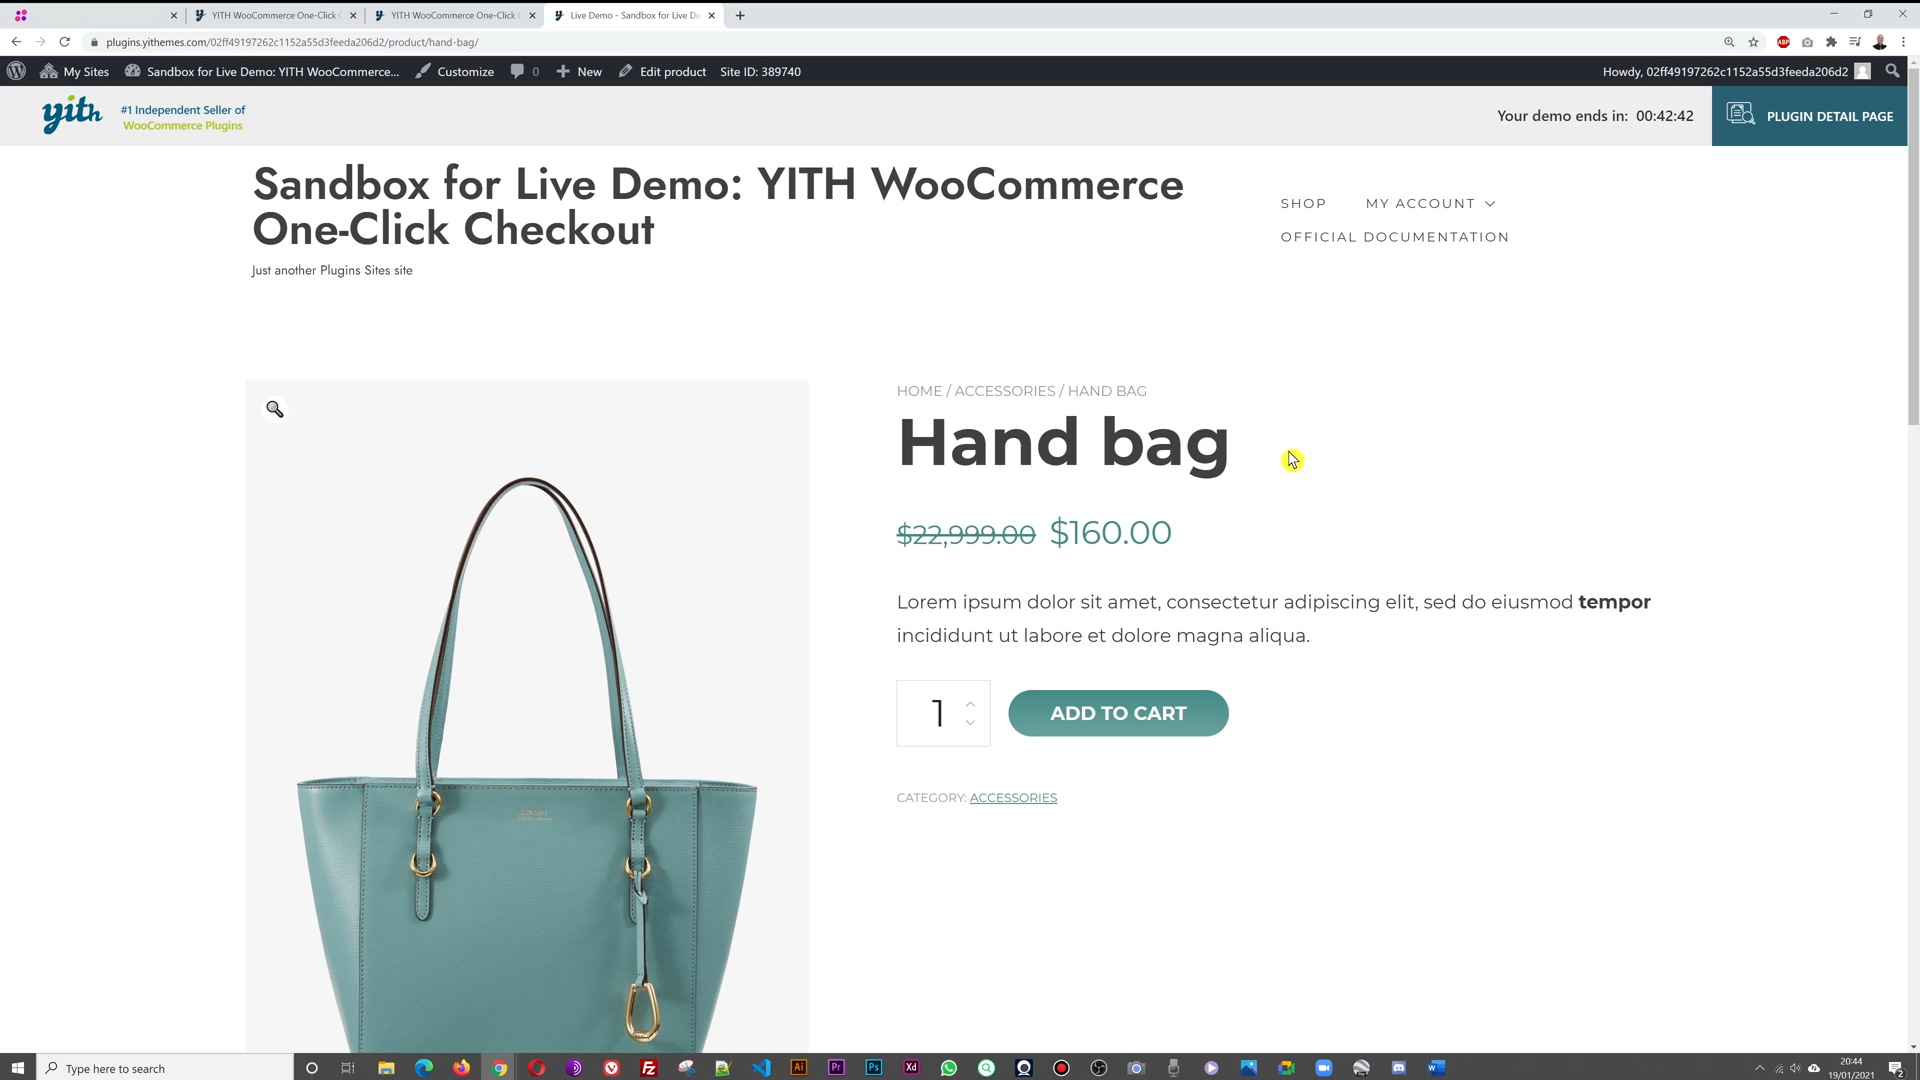 YITH WooCommerce One-Click C
YITH WooCommerce One-Click C
Live Demo - Sandbox for Live De
plugins.yithemes.com/02ff49197262c1152a55d3feeda206d2/product/hand-bag/
ABP
My Sites
Sandbox for Live Demo: YITH WooCommerce...
Customize
0
New
Edit product
Site ID: 389740
Howdy, 02ff49197262c1152a55d3feeda206d2
yith
#1 Independent Seller of
WooCommerce Plugins
Your demo ends in: 00:42:42
PLUGIN DETAIL PAGE
Sandbox for Live Demo: YITH WooCommerce
One-Click Checkout
Just another Plugins Sites site
SHOP
MY ACCOUNT
OFFICIAL DOCUMENTATION
HOME / ACCESSORIES / HAND BAG
Hand bag
$22,999.00 $160.00
Lorem ipsum dolor sit amet, consectetur adipiscing elit, sed do eiusmod tempor
incididunt ut labore et dolore magna aliqua.
1
ADD TO CART
CATEGORY: ACCESSORIES
Type here to search
Ai
Pr
Ps
Xd
20:44
19/01/2021
2